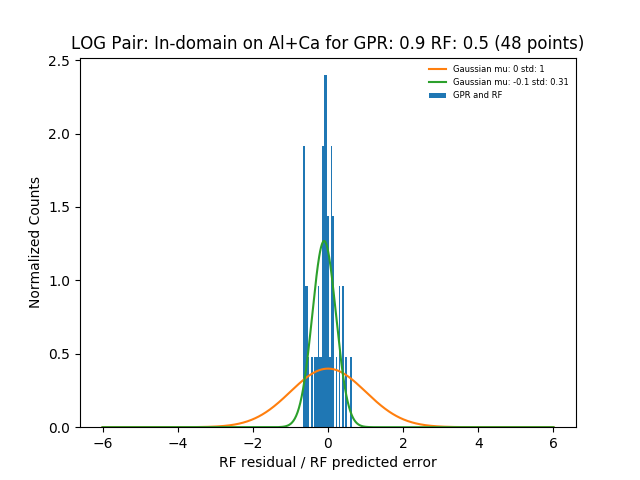 LOG Pair: In-domain on Al+Ca for GPR: 0.9 RF: 0.5 (48 points)
Gaussian mu: 0 std: 1
Gaussian mu: -0.1 std: 0.31
GPR and RF
Normalized Counts
2.5
2.0
1.5
1.0
0.5
0.0
−6 −4 −2 0 2 4 6
RF residual / RF predicted error